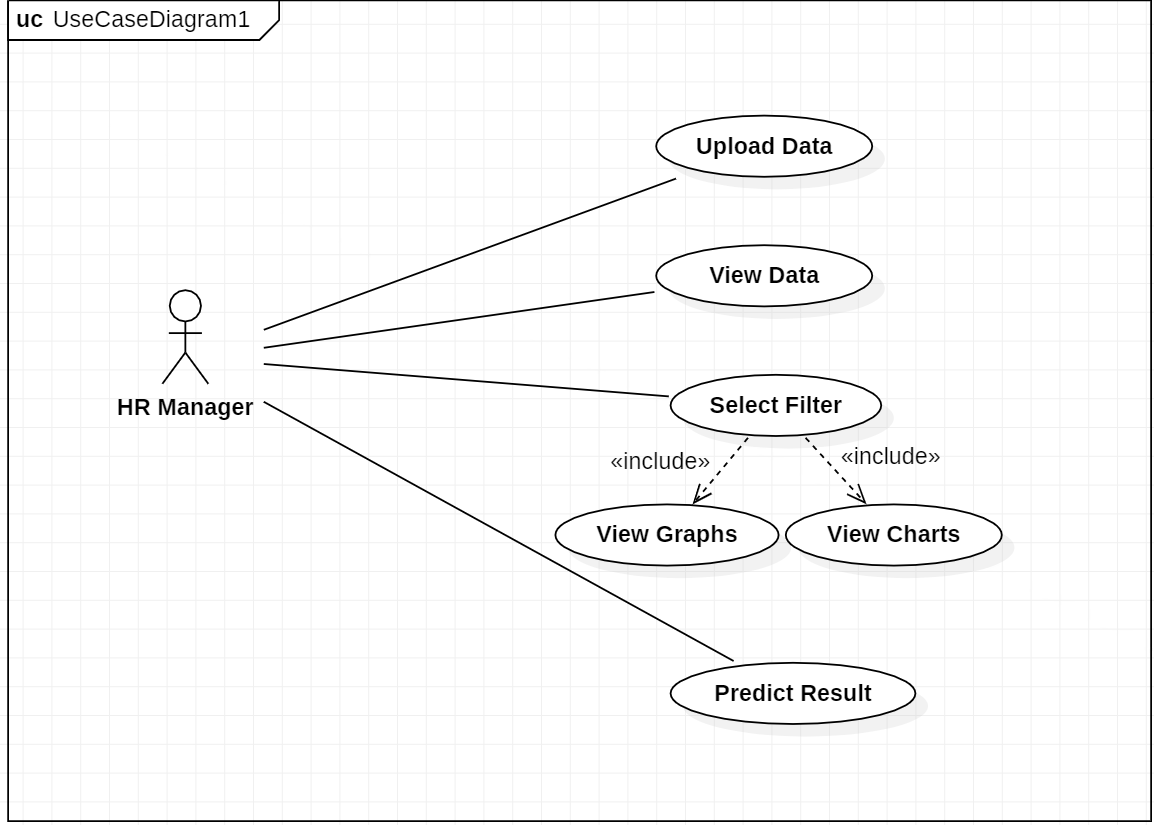 uc UseCaseDiagram1
Upload Data
View Data
HR Manager
Select Filter
«include»
«include»
View Graphs
View Charts
Predict Result